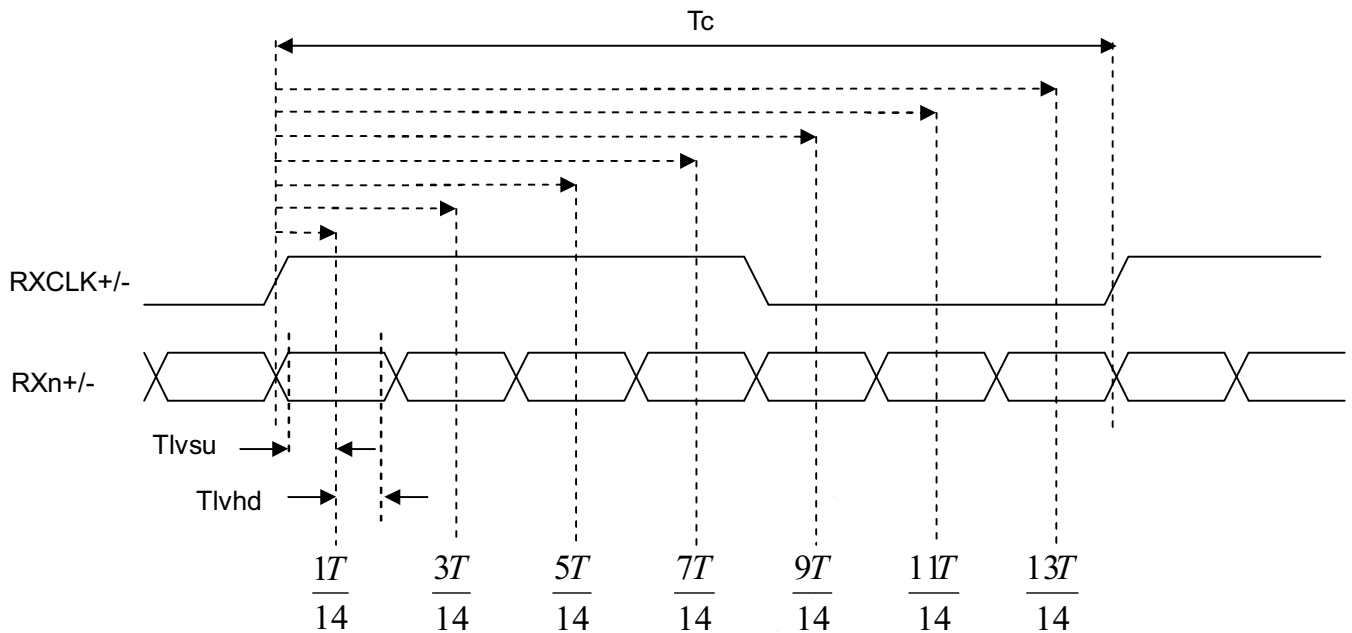 Tc
RXCLK+/-
RXn+/-
Tlvsu
Tlvhd
1T 3T 5T 7T 9T 11T 13T
14 14 14 14 14 14 14